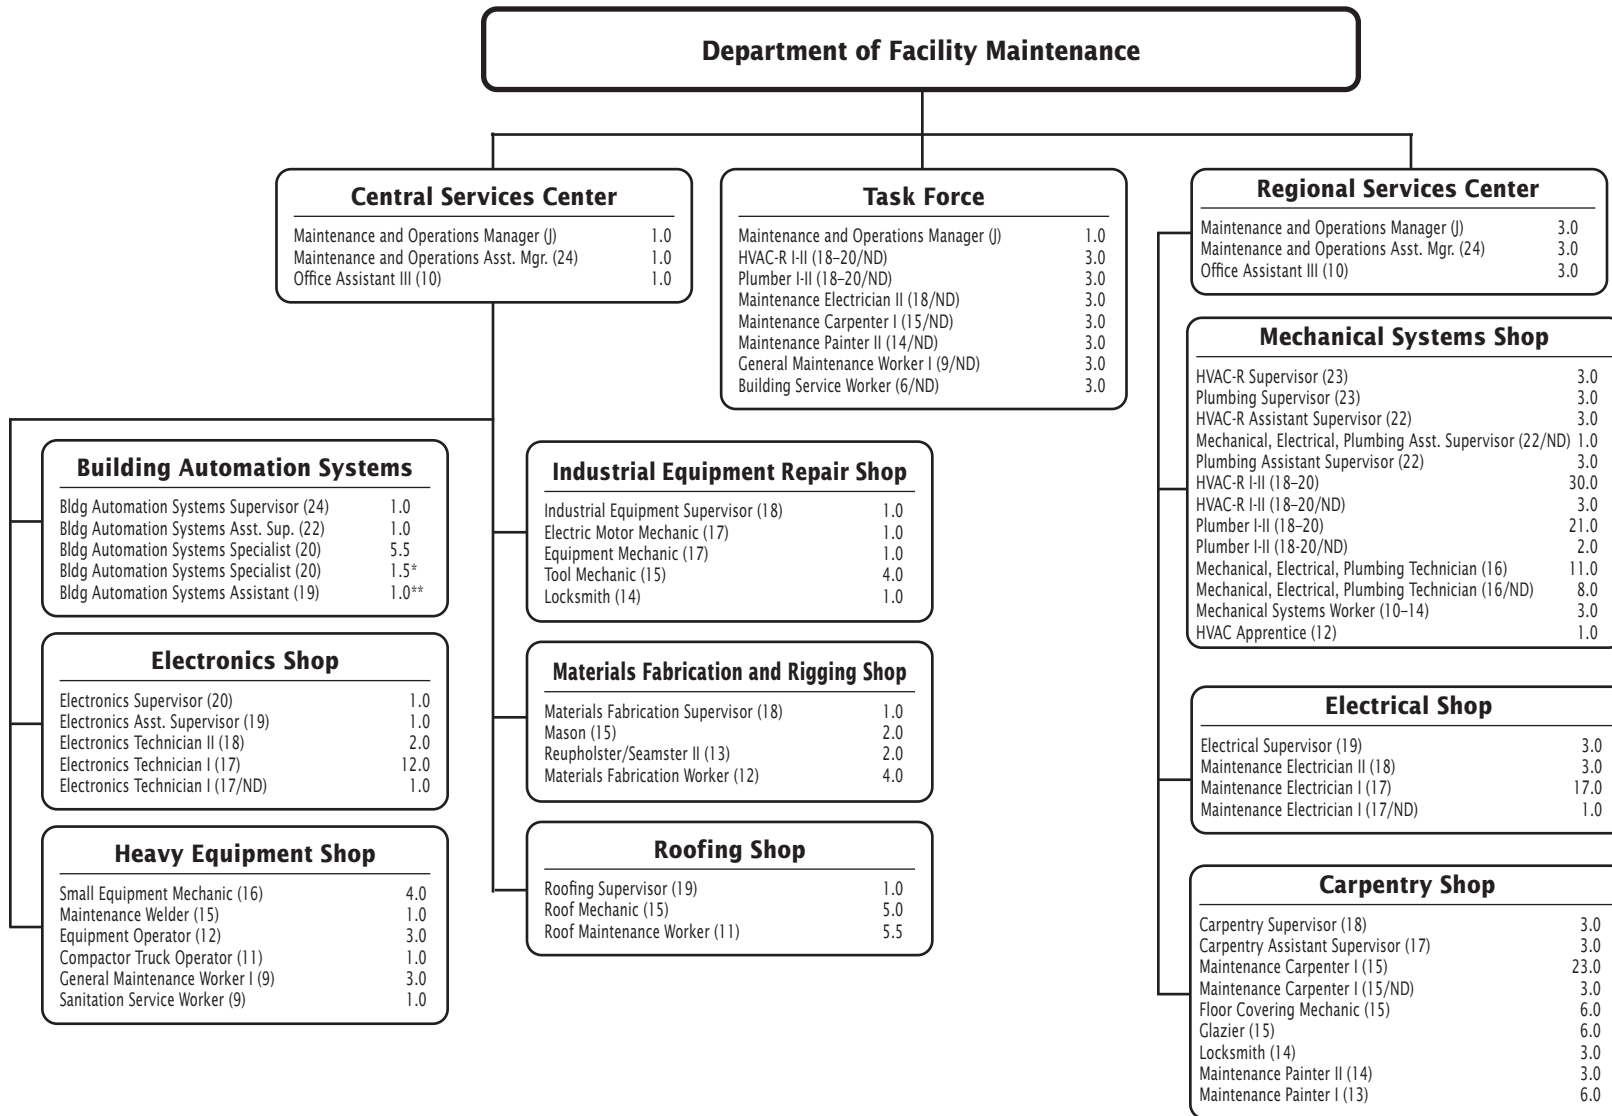 Department of Facility Maintenance
Central Services Center
Maintenance and Operations Manager (J) 1.0
Maintenance and Operations Asst. Mgr. (24) 1.0
Office Assistant III (10) 1.0
Task Force
Maintenance and Operations Manager (J) 1.0
HVAC-R I-II (18–20/ND) 3.0
Plumber I-II (18–20/ND) 3.0
Maintenance Electrician II (18/ND) 3.0
Maintenance Carpenter I (15/ND) 3.0
Maintenance Painter II (14/ND) 3.0
General Maintenance Worker I (9/ND) 3.0
Building Service Worker (6/ND) 3.0
Regional Services Center
Maintenance and Operations Manager (J) 3.0
Maintenance and Operations Asst. Mgr. (24) 3.0
Office Assistant III (10) 3.0
Building Automation Systems
Bldg Automation Systems Supervisor (24) 1.0
Bldg Automation Systems Asst. Sup. (22) 1.0
Bldg Automation Systems Specialist (20) 5.5
Bldg Automation Systems Specialist (20) 1.5*
Bldg Automation Systems Assistant (19) 1.0**
Electronics Shop
Electronics Supervisor (20) 1.0
Electronics Asst. Supervisor (19) 1.0
Electronics Technician II (18) 2.0
Electronics Technician I (17) 12.0
Electronics Technician I (17/ND) 1.0
Heavy Equipment Shop
Small Equipment Mechanic (16) 4.0
Maintenance Welder (15) 1.0
Equipment Operator (12) 3.0
Compactor Truck Operator (11) 1.0
General Maintenance Worker I (9) 3.0
Sanitation Service Worker (9) 1.0
Industrial Equipment Repair Shop
Industrial Equipment Supervisor (18) 1.0
Electric Motor Mechanic (17) 1.0
Equipment Mechanic (17) 1.0
Tool Mechanic (15) 4.0
Locksmith (14) 1.0
Materials Fabrication and Rigging Shop
Materials Fabrication Supervisor (18) 1.0
Mason (15) 2.0
Reupholster/Seamster II (13) 2.0
Materials Fabrication Worker (12) 4.0
Roofing Shop
Roofing Supervisor (19) 1.0
Roof Mechanic (15) 5.0
Roof Maintenance Worker (11) 5.5
Mechanical Systems Shop
HVAC-R Supervisor (23) 3.0
Plumbing Supervisor (23) 3.0
HVAC-R Assistant Supervisor (22) 3.0
Mechanical, Electrical, Plumbing Asst. Supervisor (22/ND) 1.0
Plumbing Assistant Supervisor (22) 3.0
HVAC-R I-II (18–20) 30.0
HVAC-R I-II (18–20/ND) 3.0
Plumber I-II (18–20) 21.0
Plumber I-II (18-20/ND) 2.0
Mechanical, Electrical, Plumbing Technician (16) 11.0
Mechanical, Electrical, Plumbing Technician (16/ND) 8.0
Mechanical Systems Worker (10–14) 3.0
HVAC Apprentice (12) 1.0
Electrical Shop
Electrical Supervisor (19) 3.0
Maintenance Electrician II (18) 3.0
Maintenance Electrician I (17) 17.0
Maintenance Electrician I (17/ND) 1.0
Carpentry Shop
Carpentry Supervisor (18) 3.0
Carpentry Assistant Supervisor (17) 3.0
Maintenance Carpenter I (15) 23.0
Maintenance Carpenter I (15/ND) 3.0
Floor Covering Mechanic (15) 6.0
Glazier (15) 6.0
Locksmith (14) 3.0
Maintenance Painter II (14) 3.0
Maintenance Painter I (13) 6.0